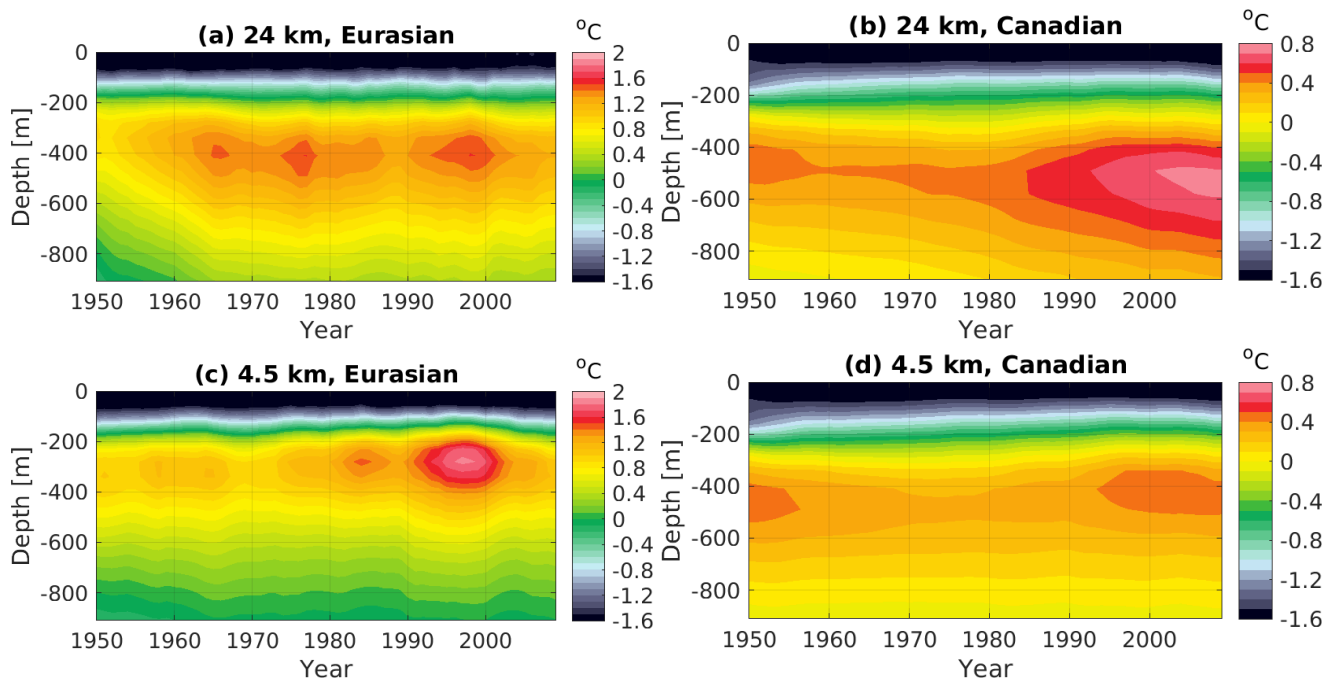 (a) 24 km, Eurasian
°C
0
-200
-400
-600
-800
Depth [m]
1950 1960 1970 1980 1990 2000
Year
2
1.6
1.2
0.8
0.4
0
-0.4
-0.8
-1.2
-1.6
(b) 24 km, Canadian
°C
0
-200
-400
-600
-800
Depth [m]
1950 1960 1970 1980 1990 2000
Year
0.8
0.4
0
-0.4
-0.8
-1.2
-1.6
(c) 4.5 km, Eurasian
°C
0
-200
-400
-600
-800
Depth [m]
1950 1960 1970 1980 1990 2000
Year
2
1.6
1.2
0.8
0.4
0
-0.4
-0.8
-1.2
-1.6
(d) 4.5 km, Canadian
°C
0
-200
-400
-600
-800
Depth [m]
1950 1960 1970 1980 1990 2000
Year
0.8
0.4
0
-0.4
-0.8
-1.2
-1.6